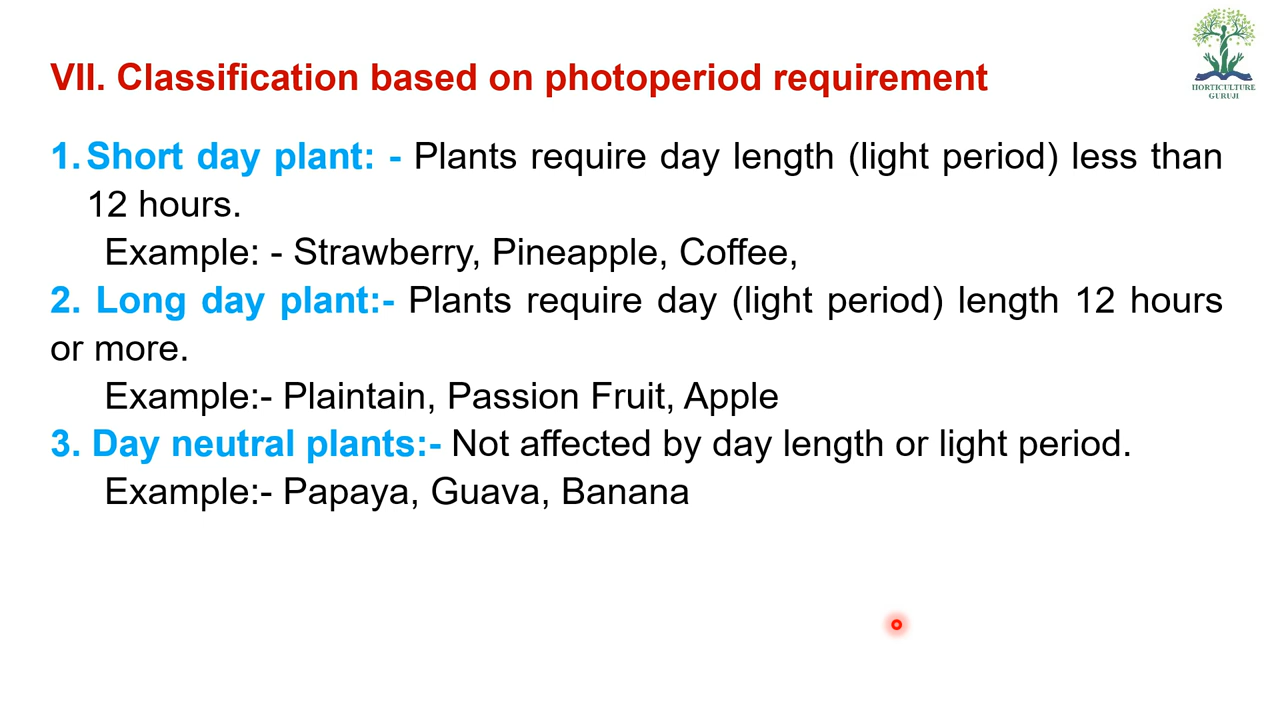 VII. Classification based on photoperiod requirement
HORTICULTURE
GURUJI
1. Short day plant: - Plants require day length (light period) less than
12 hours.
Example: - Strawberry, Pineapple, Coffee,
2. Long day plant:- Plants require day (light period) length 12 hours
or more.
Example:- Plaintain, Passion Fruit, Apple
3. Day neutral plants:- Not affected by day length or light period.
Example:- Papaya, Guava, Banana